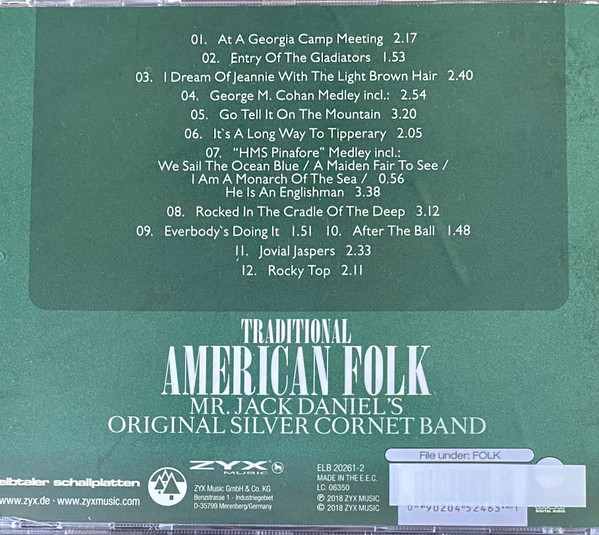 01. At A Georgia Camp Meeting 2.17
02. Entry Of The Gladiators 1.53
03. I Dream Of Jeannie With The Light Brown Hair 2.40
04. George M. Cohan Medley incl.: 2.54
05. Go Tell It On The Mountain 3.20
06. It`s A Long Way To Tipperary 2.05
07. "HMS Pinafore" Medley incl.:
We Sail The Ocean Blue / A Maiden Fair To See /
I Am A Monarch Of The Sea / 0.56
He Is An Englishman 3.38
08. Rocked In The Cradle Of The Deep 3.12
09. Everbody`s Doing It 1.51 10. After The Ball 1.48
11. Jovial Jaspers 2.33
12. Rocky Top 2.11
TRADITIONAL
AMERICAN FOLK
MR. JACK DANIEL'S
ORIGINAL SILVER CORNET BAND
elbtaler schallplatten
www.zyx.de · www.zyxmusic.com
ZYX
MUSIC
ZYX Music GmbH & Co. KG
Benzstrasse 1 - Industriegebiet
D-35799 Merenberg/Germany
ELB 20261-2
MADE IN THE E.E.C.
LC: 06350
℗ 2018 ZYX MUSIC
© 2018 ZYX MUSIC
File under: FOLK
0 90204 52463 1
DIGITAL AUDIO